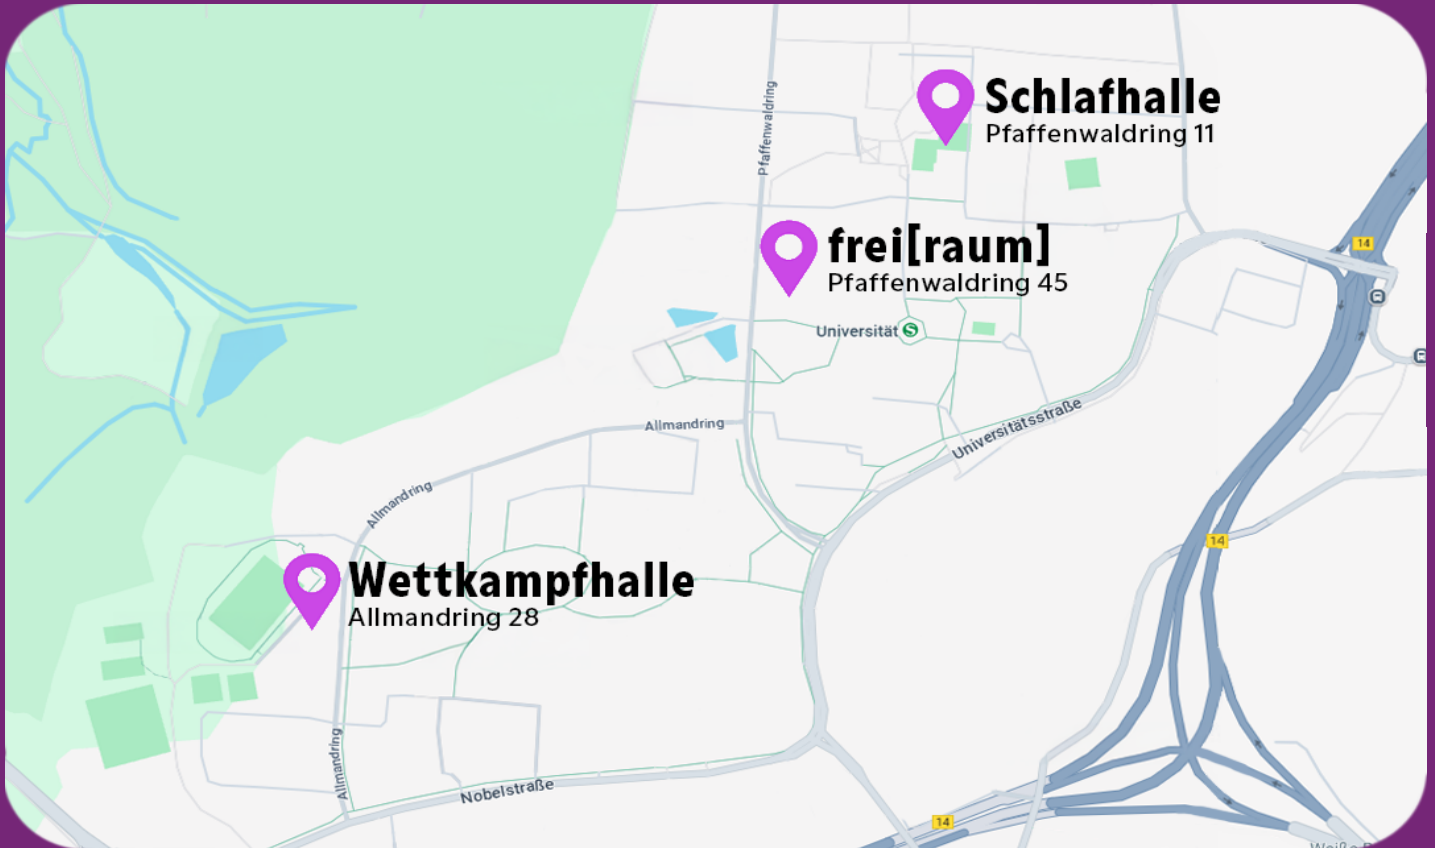 Schlafhalle
Pfaffenwaldring 11
Pfaffenwaldring
frei[raum]
Pfaffenwaldring 45
14
Universität S
Allmandring
Universitätsstraße
Allmandring
14
Wettkampfhalle
Allmandring 28
Allmandring
Nobelstraße
14